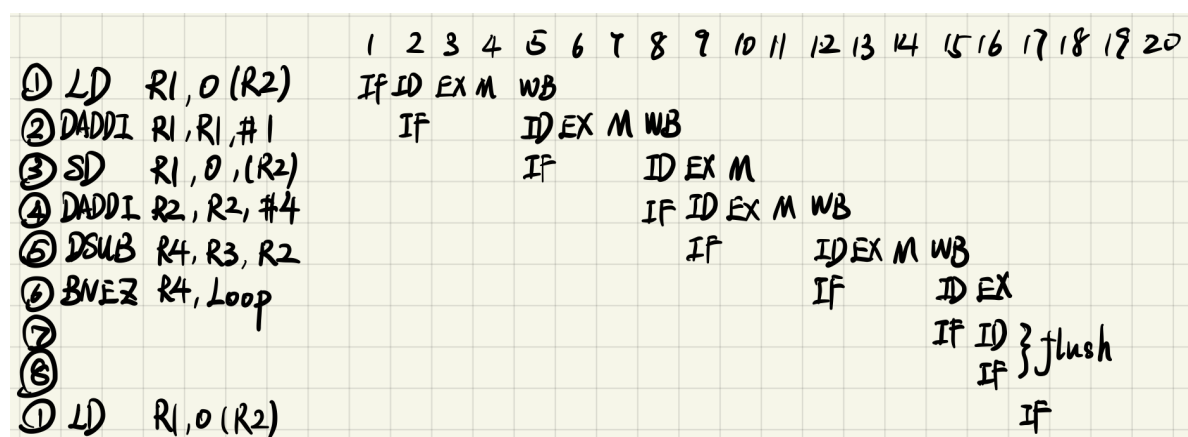 1 2 3 4 5 6 7 8 9 10 11 12 13 14 15 16 17 18 19 20
① LD R1,0(R2) IF ID EX M WB
② DADDI R1,R1,#1 IF ID EX M WB
③ SD R1,0,(R2) IF ID EX M
④ DADDI R2,R2,#4 IF ID EX M WB
⑤ DSUB R4,R3,R2 IF ID EX M WB
⑥ BNEZ R4,Loop IF ID EX
⑦ IF ID } flush
⑧ IF
① LD R1,0(R2) IF